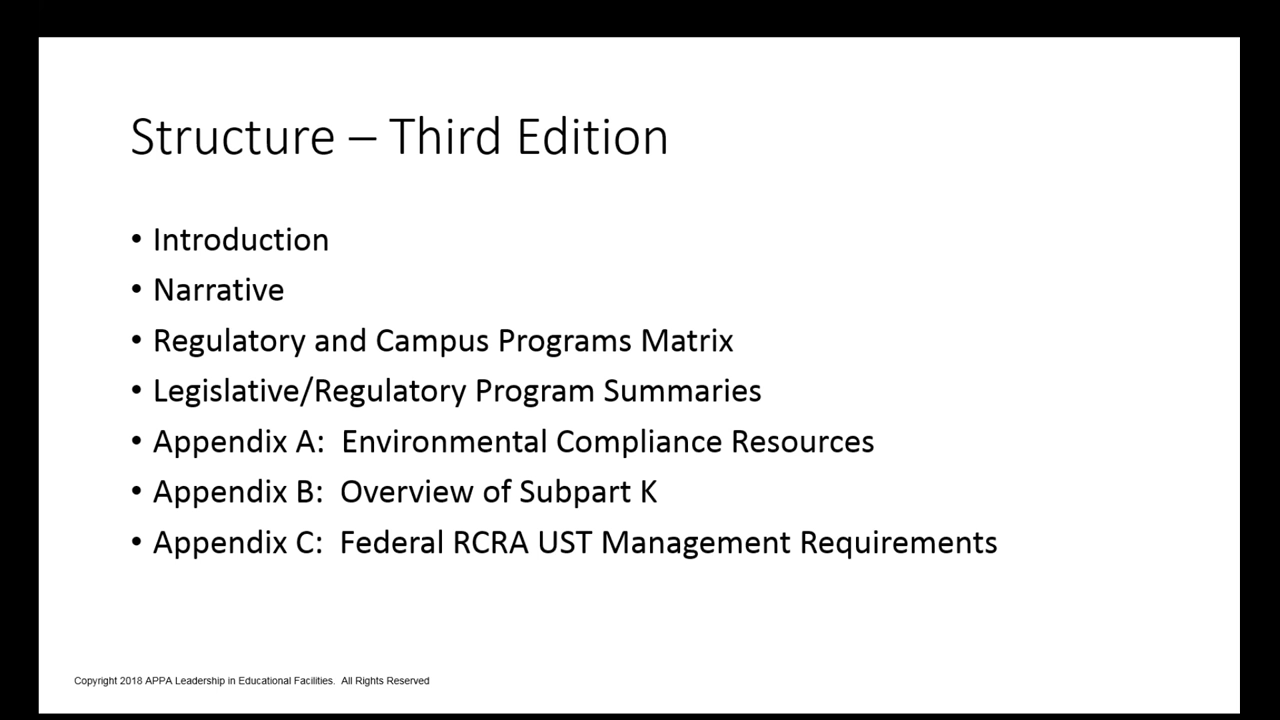 Structure – Third Edition
• Introduction
• Narrative
• Regulatory and Campus Programs Matrix
• Legislative/Regulatory Program Summaries
• Appendix A:  Environmental Compliance Resources
• Appendix B:  Overview of Subpart K
• Appendix C:  Federal RCRA UST Management Requirements
Copyright 2018 APPA Leadership in Educational Facilities.  All Rights Reserved